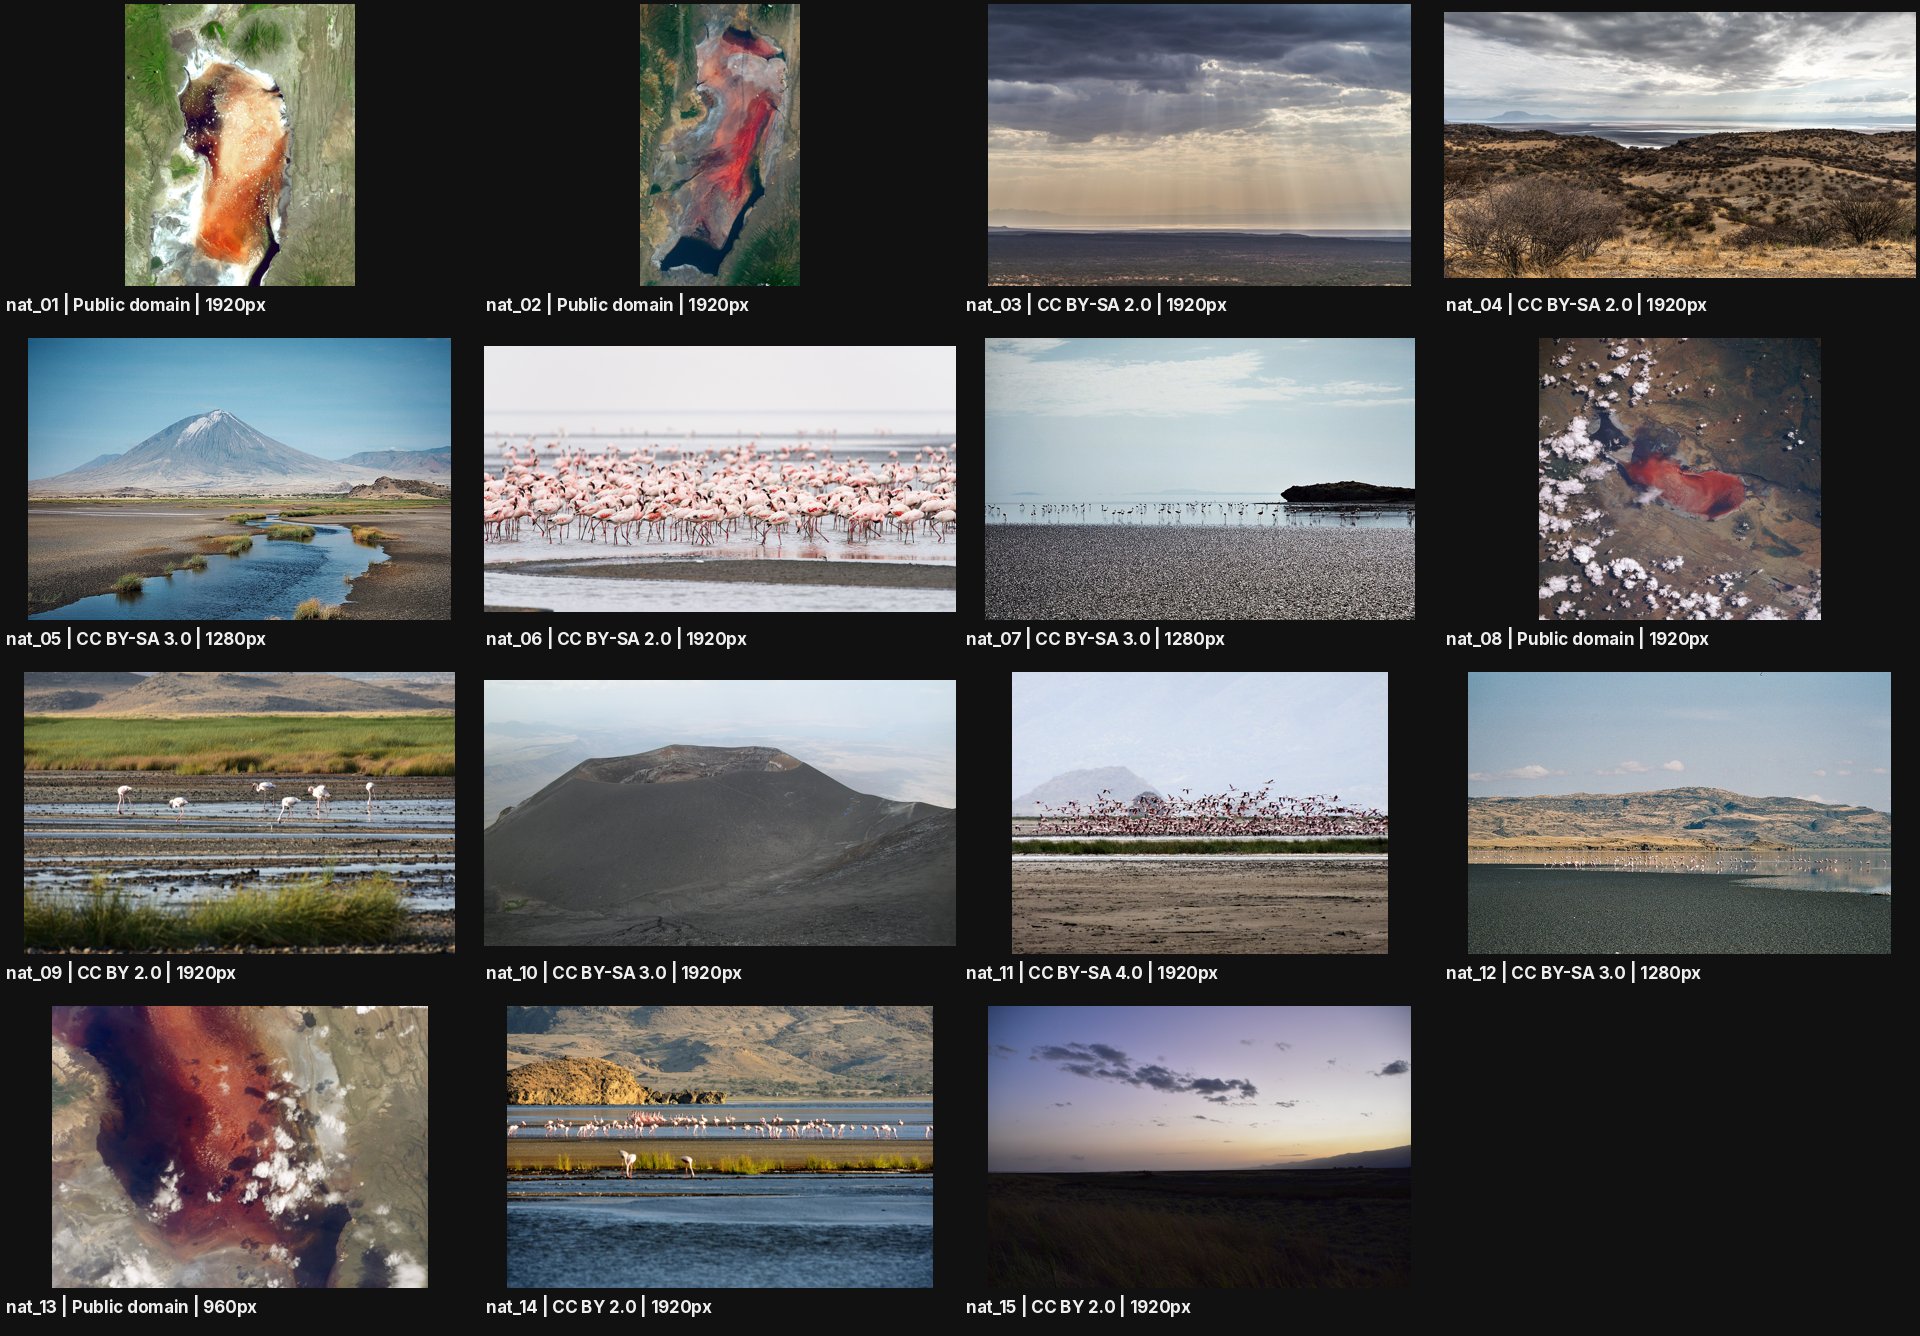 nat_01 | Public domain | 1920px
nat_02 | Public domain | 1920px
nat_03 | CC BY-SA 2.0 | 1920px
nat_04 | CC BY-SA 2.0 | 1920px
nat_05 | CC BY-SA 3.0 | 1280px
nat_06 | CC BY-SA 2.0 | 1920px
nat_07 | CC BY-SA 3.0 | 1280px
nat_08 | Public domain | 1920px
nat_09 | CC BY 2.0 | 1920px
nat_10 | CC BY-SA 3.0 | 1920px
nat_11 | CC BY-SA 4.0 | 1920px
nat_12 | CC BY-SA 3.0 | 1280px
nat_13 | Public domain | 960px
nat_14 | CC BY 2.0 | 1920px
nat_15 | CC BY 2.0 | 1920px